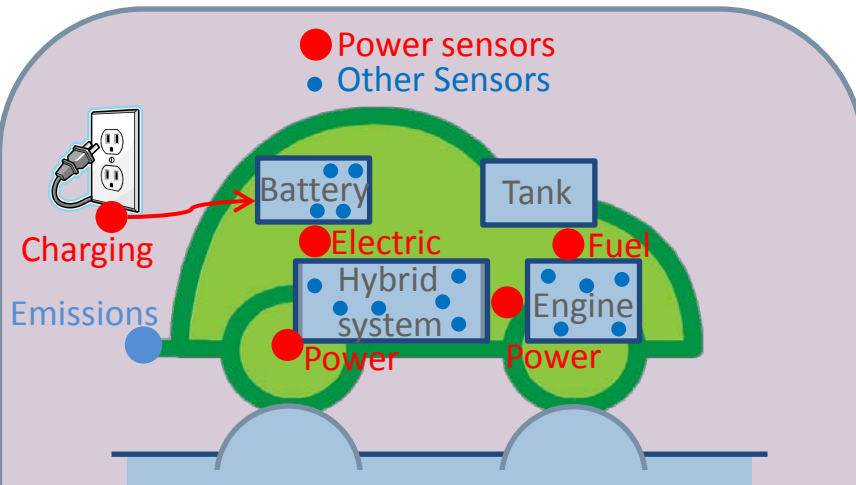 Power sensors
Other Sensors
Battery
Tank
Charging
Electric
Fuel
Hybrid
system
Engine
Emissions
Power
Power